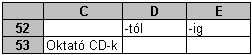 C D E
52 -tól -ig
53 Oktató CD-k